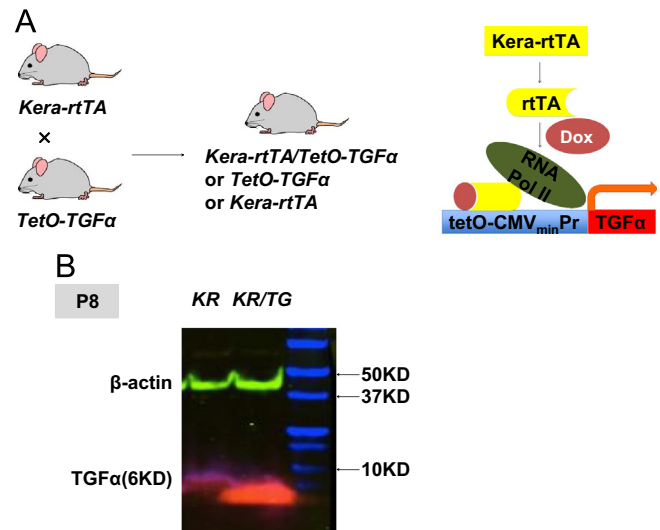 A
Kera-rtTA
×
TetO-TGFα
Kera-rtTA/TetO-TGFα
or TetO-TGFα
or Kera-rtTA
Kera-rtTA
rtTA
Dox
RNA
Pol II
tetO-CMVminPr
TGFα
B
P8
KR KR/TG
β-actin
50KD
37KD
TGFα(6KD)
10KD